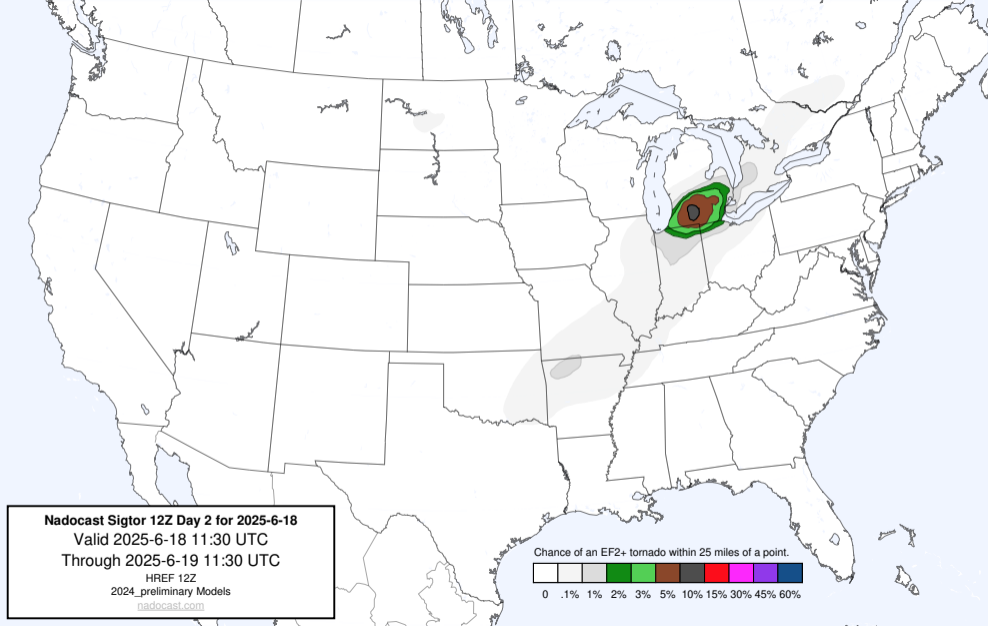 Nadocast Sigtor 12Z Day 2 for 2025-6-18
Valid 2025-6-18 11:30 UTC
Through 2025-6-19 11:30 UTC
HREF 12Z
2024_preliminary Models
nadocast.com
Chance of an EF2+ tornado within 25 miles of a point.
0 .1% 1% 2% 3% 5% 10% 15% 30% 45% 60%